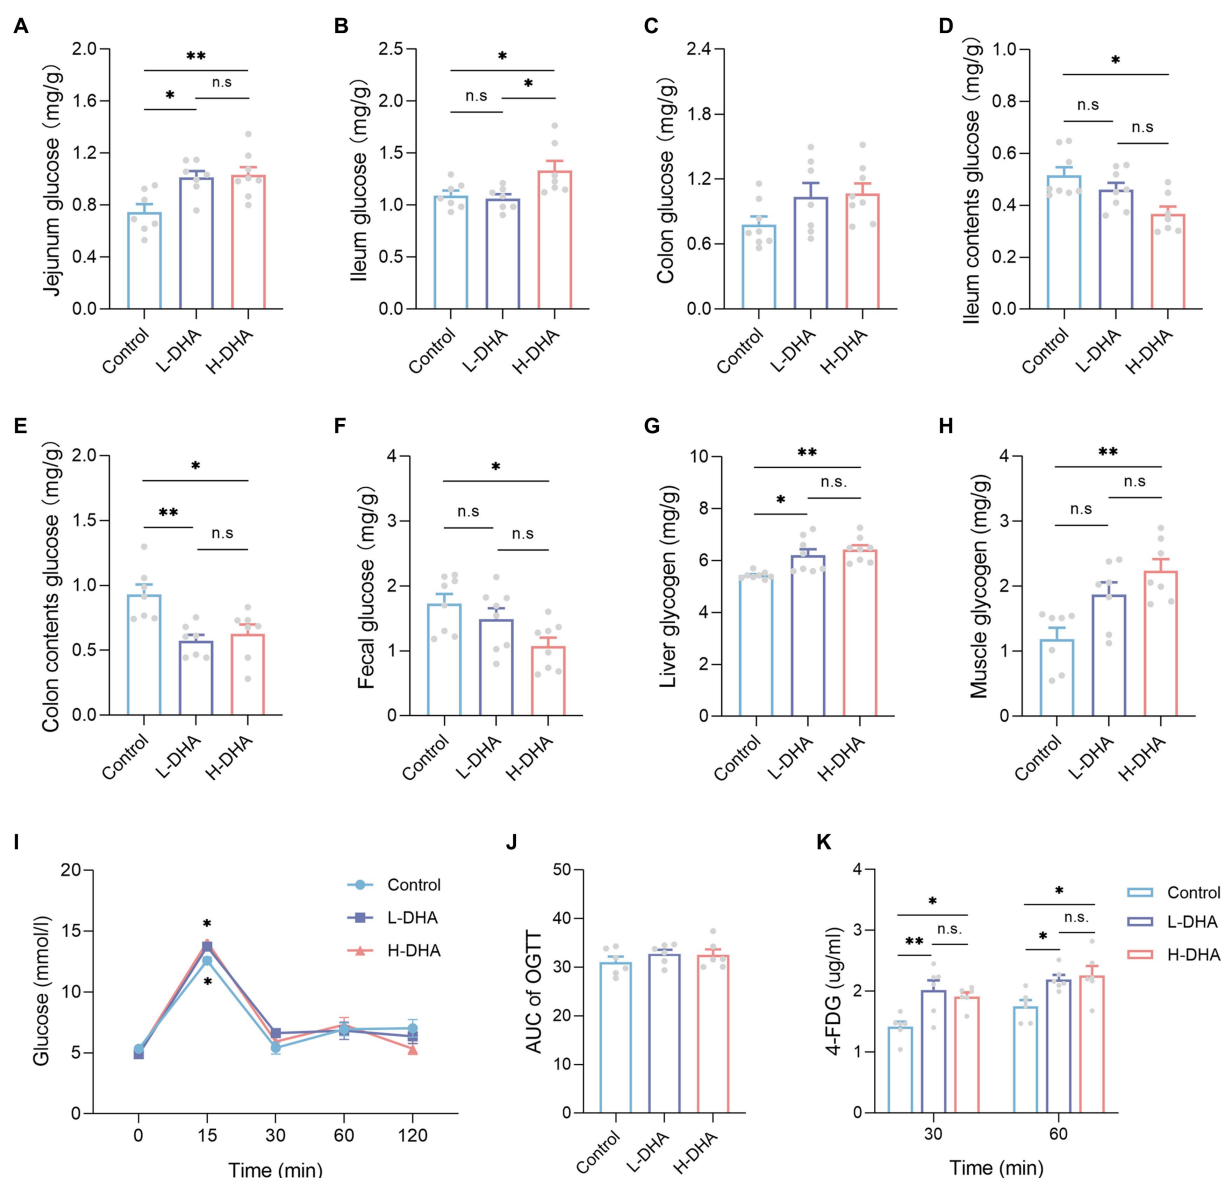 A
Jejunum glucose (mg/g)
2.0
1.6
1.2
0.8
0.4
0.0
**
n.s
*
Control
L-DHA
H-DHA
B
Ileum glucose (mg/g)
2.5
2.0
1.5
1.0
0.5
0.0
*
*
n.s
Control
L-DHA
H-DHA
C
Colon glucose (mg/g)
2.4
1.8
1.2
0.6
0.0
Control
L-DHA
H-DHA
D
Ileum contents glucose (mg/g)
1.0
0.8
0.6
0.4
0.2
0.0
*
n.s
n.s
Control
L-DHA
H-DHA
E
Colon contents glucose (mg/g)
2.0
1.5
1.0
0.5
0.0
*
**
n.s
Control
L-DHA
H-DHA
F
Fecal glucose (mg/g)
4
3
2
1
0
*
n.s
n.s
Control
L-DHA
H-DHA
G
Liver glycogen (mg/g)
10
8
6
4
2
0
**
n.s.
*
Control
L-DHA
H-DHA
H
Muscle glycogen (mg/g)
4
3
2
1
0
**
n.s
n.s
Control
L-DHA
H-DHA
I
Glucose (mmol/l)
20
15
10
5
0
*
*
Control
L-DHA
H-DHA
0 15 30 60 120
Time (min)
J
AUC of OGTT
50
40
30
20
10
0
Control
L-DHA
H-DHA
K
4-FDG (ug/ml)
4
3
2
1
0
*
n.s.
**
*
n.s.
*
Control
L-DHA
H-DHA
30 60
Time (min)